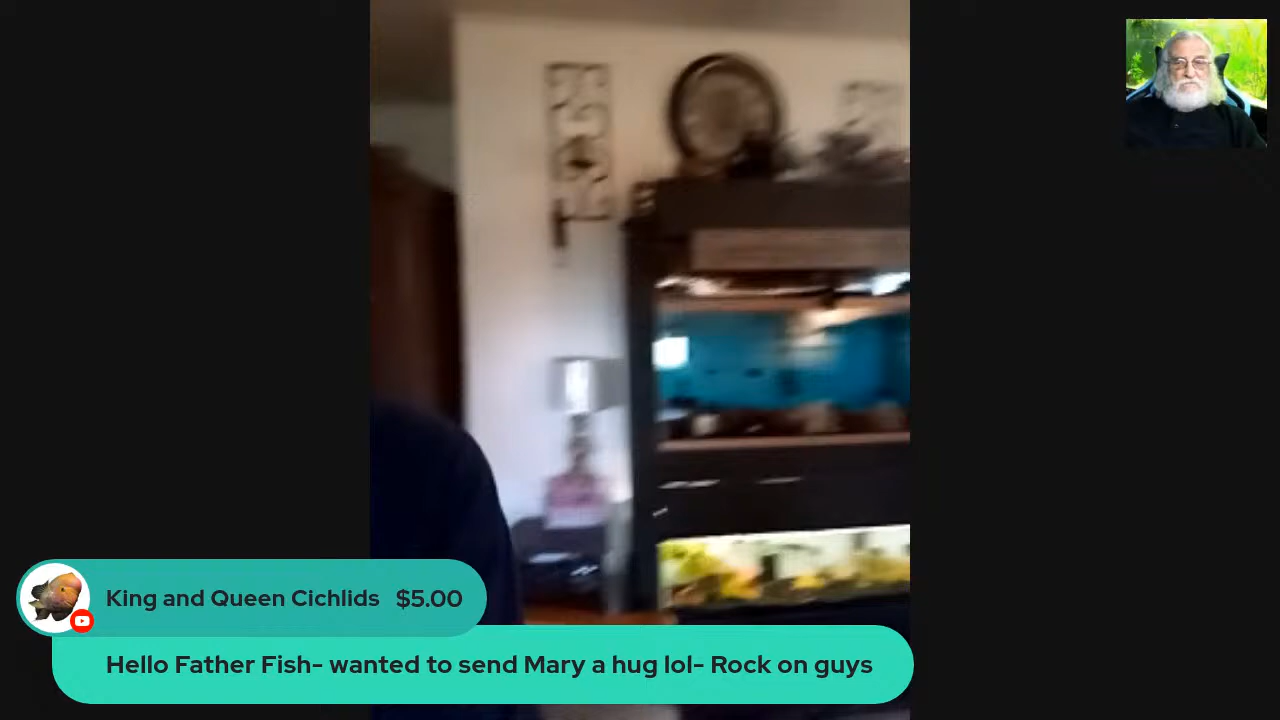 King and Queen Cichlids $5.00
Hello Father Fish- wanted to send Mary a hug lol- Rock on guys